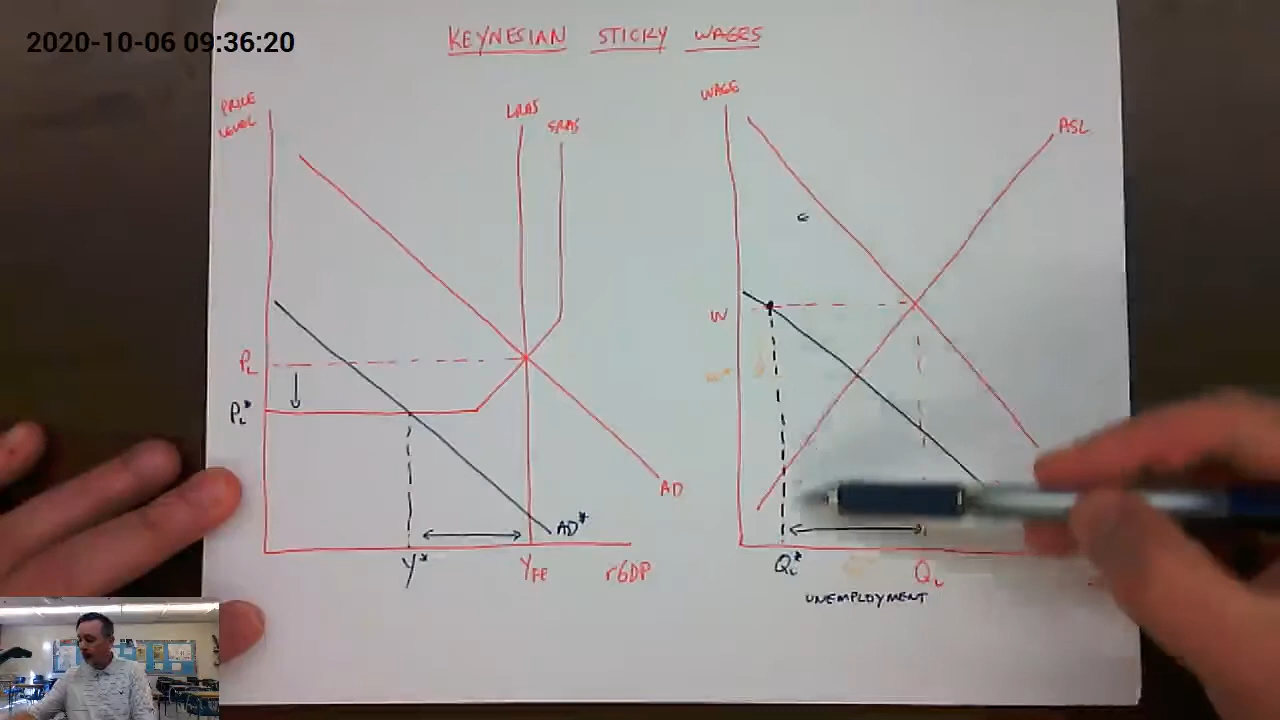 2020-10-06 09:36:20
KEYNESIAN STICKY WAGES
PRICE
LEVEL
LRAS
SRAS
PL
PL*
AD
AD*
Y*
YFE
rGDP
WAGE
ASL
W
QL*
QL
UNEMPLOYMENT